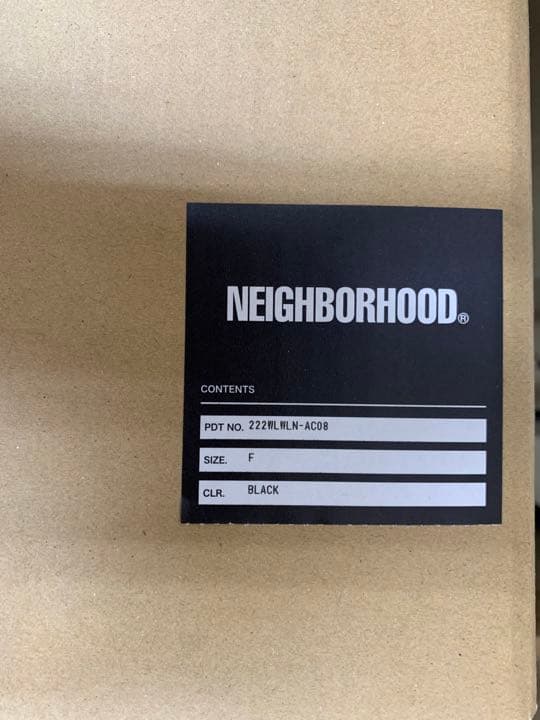 NEIGHBORHOOD®
CONTENTS
PDT NO. 222WLWLN-AC08
SIZE. F
CLR. BLACK